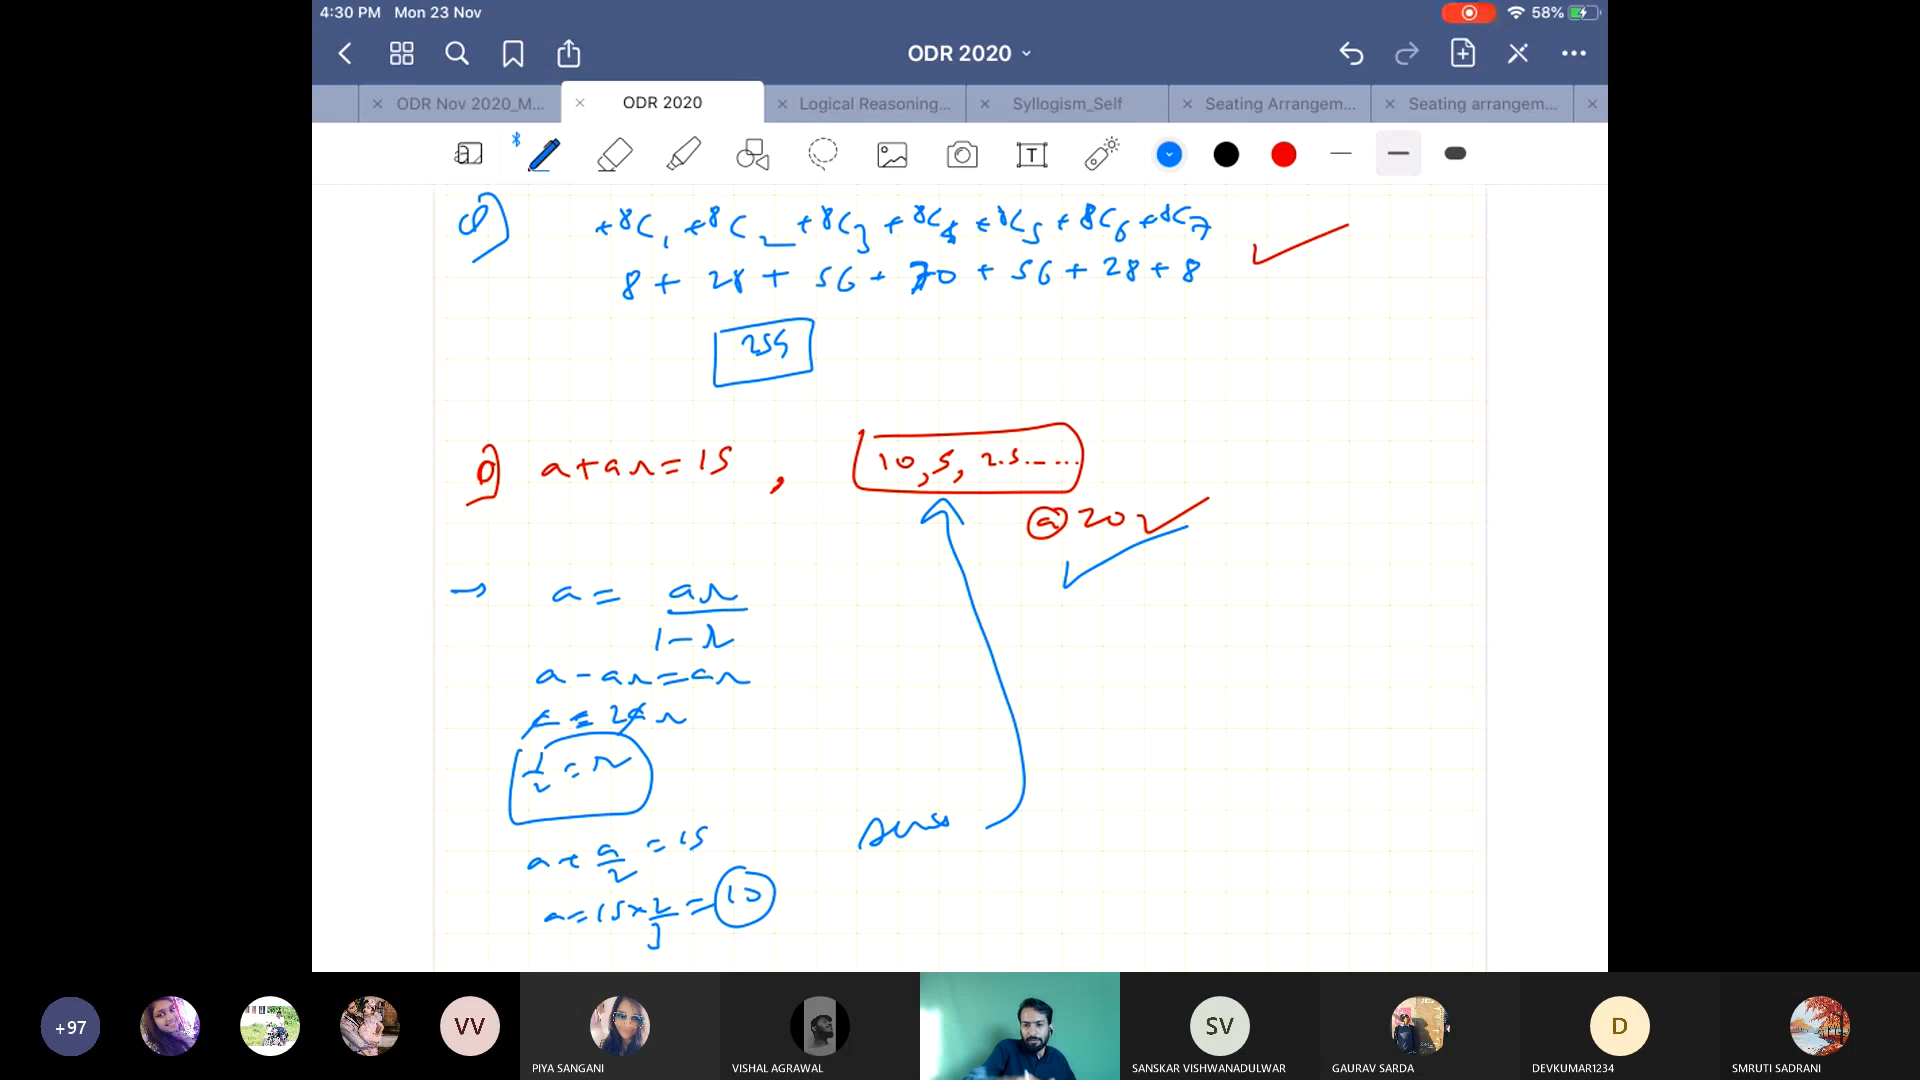 4:30 PM Mon 23 Nov
58%
ODR 2020
ODR Nov 2020_M...
ODR 2020
Logical Reasoning...
Syllogism_Self
Seating Arrangem...
Seating arrangem...
T
+8C1 +8C2 +8C3 +8C4 +8C5 +8C6 +8C7
8 + 28 + 56 + 70 + 56 + 28 + 8
a+ar=15, 10, 5, 2.5----...
@ 20
→ a = ar
1-r
a - ar = ar
a = 2ar
1/2 = r
a + a/2 = 15
a = 15 × 2/3 = 10
+97
VV
PIYA SANGANI
VISHAL AGRAWAL
SV
SANSKAR VISHWANADULWAR
GAURAV SARDA
D
DEVKUMAR1234
SMRUTI SADRANI